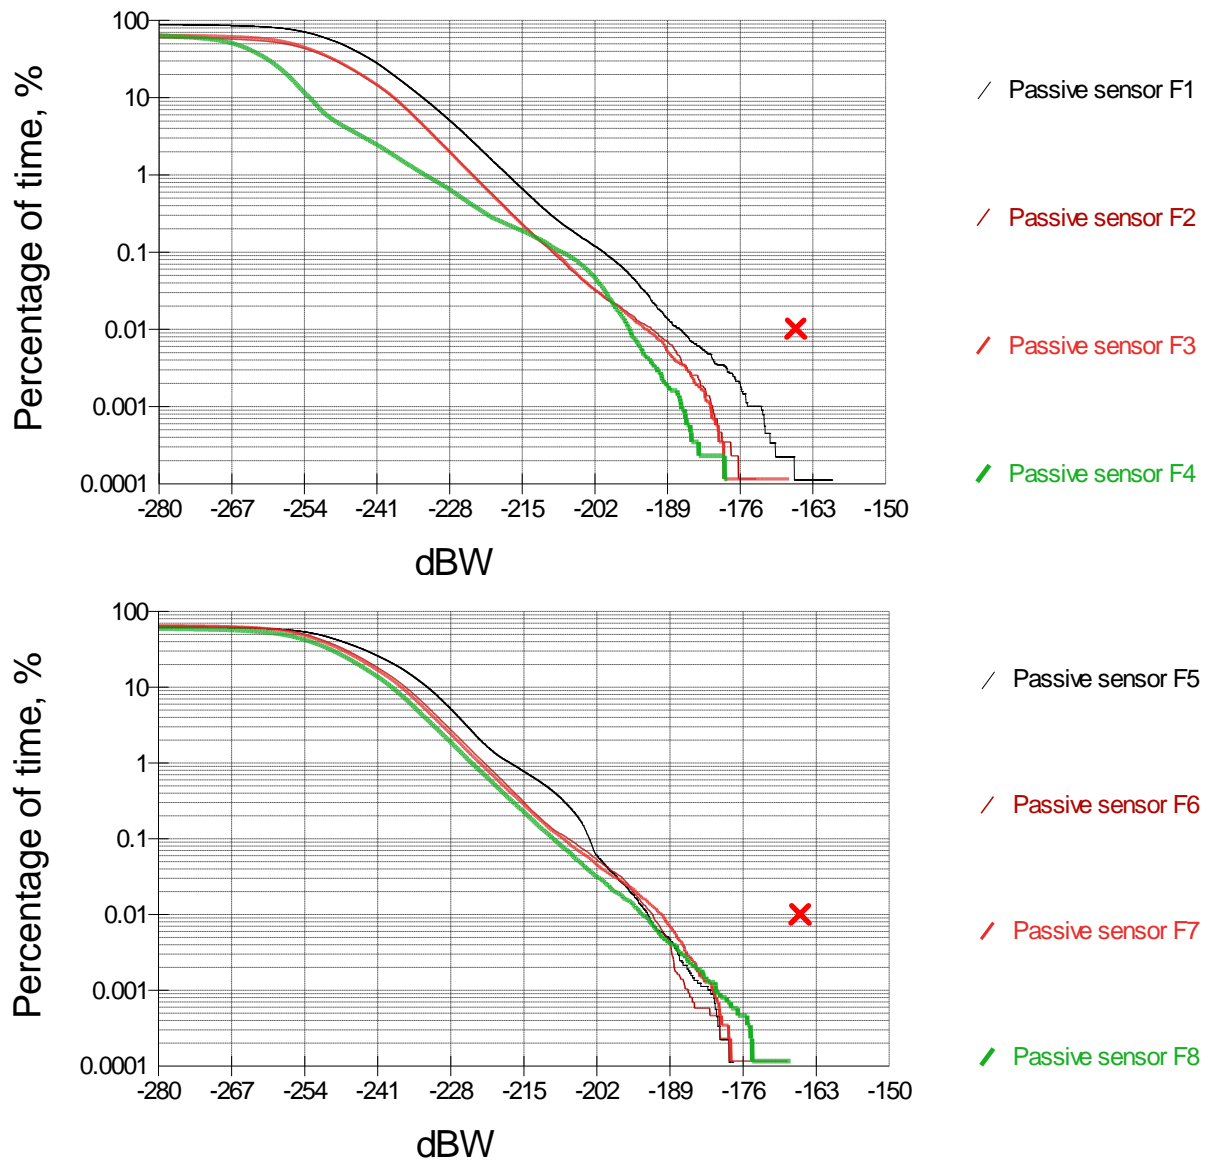 Percentage of time, %
100
10
1
0.1
0.01
0.001
0.0001
-280 -267 -254 -241 -228 -215 -202 -189 -176 -163 -150
dBW
Passive sensor F1
Passive sensor F2
Passive sensor F3
Passive sensor F4
Percentage of time, %
100
10
1
0.1
0.01
0.001
0.0001
-280 -267 -254 -241 -228 -215 -202 -189 -176 -163 -150
dBW
Passive sensor F5
Passive sensor F6
Passive sensor F7
Passive sensor F8